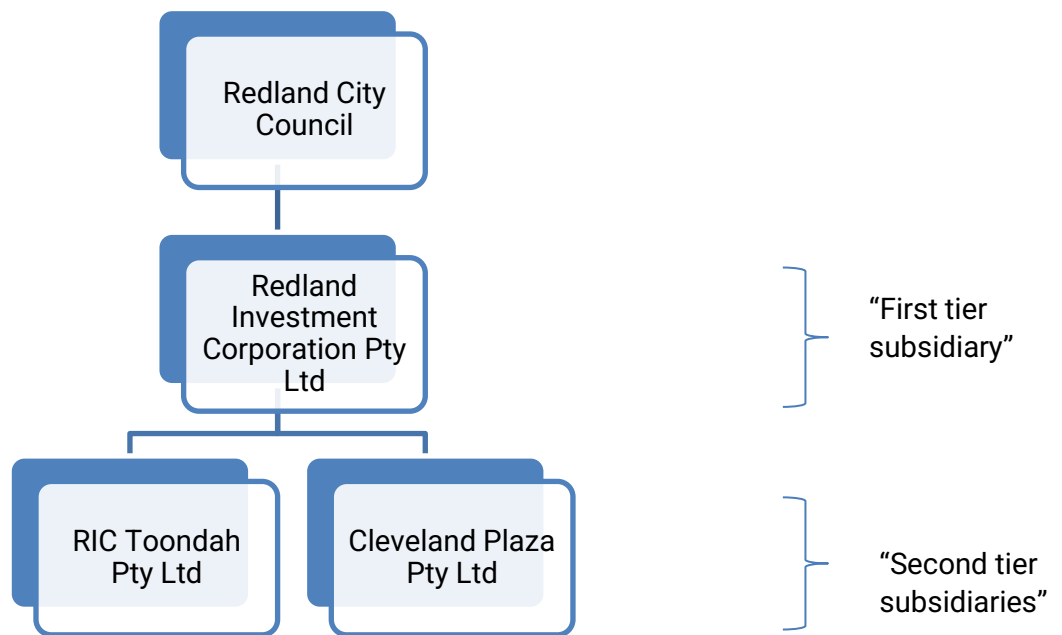 Redland City
Council
Redland
Investment
Corporation Pty
Ltd
“First tier
subsidiary”
RIC Toondah
Pty Ltd
Cleveland Plaza
Pty Ltd
“Second tier
subsidiaries”